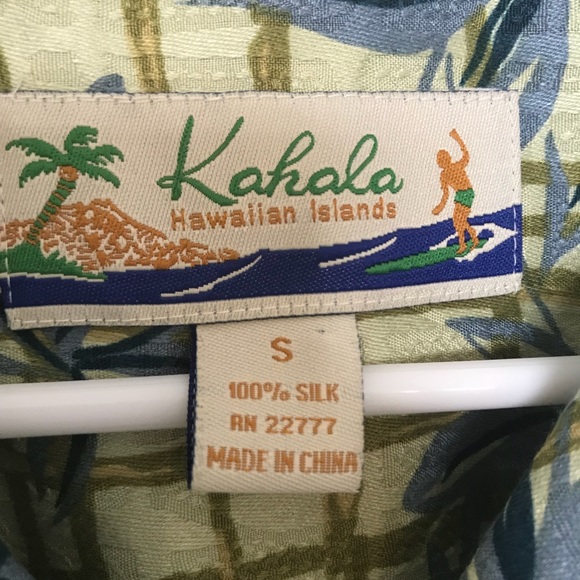 Kahala
Hawaiian Islands
S
100% SILK
RN 22777
MADE IN CHINA